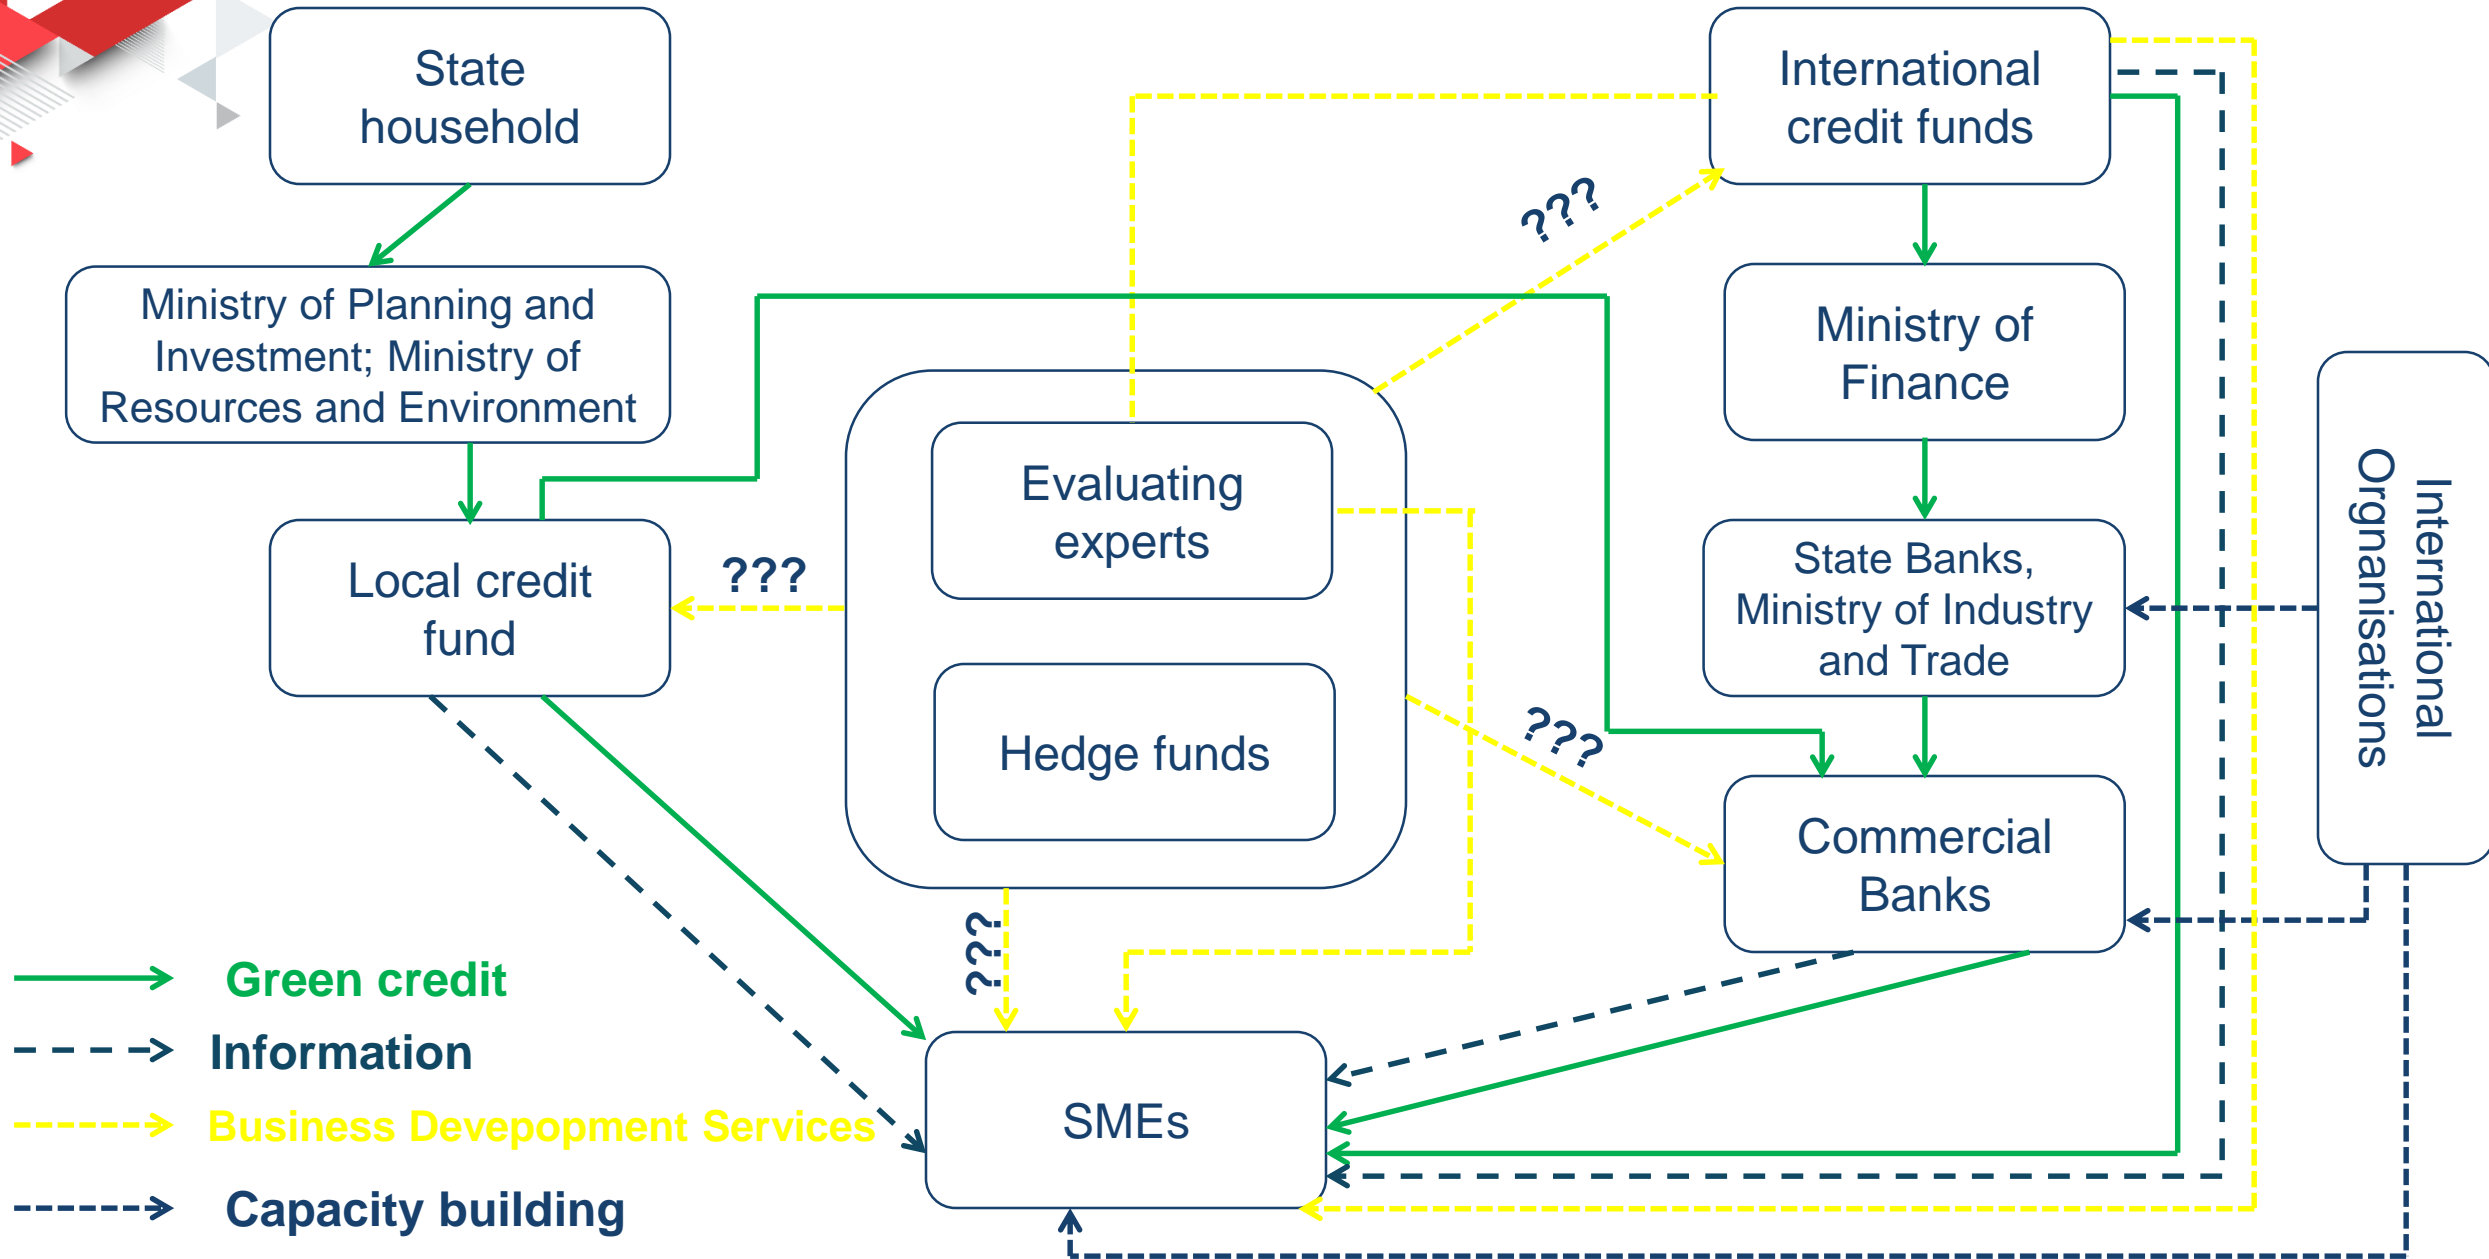 State
household
International
credit funds
???
Ministry of Planning and
Investment; Ministry of
Resources and Environment
Ministry of
Finance
International
Orgnanisations
Evaluating
experts
Local credit
fund
???
State Banks,
Ministry of Industry
and Trade
Hedge funds
???
Commercial
Banks
???
Green credit
Information
Business Devepopment Services
Capacity building
SMEs